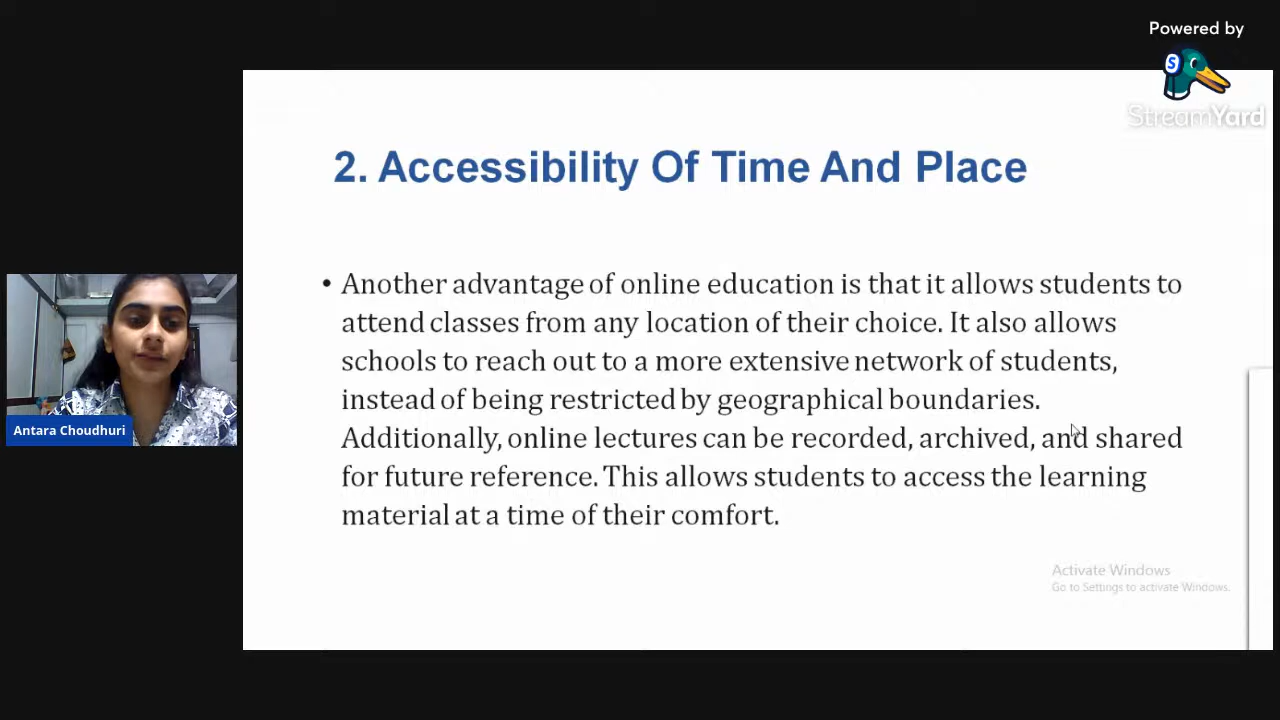 Powered by
StreamYard
2. Accessibility Of Time And Place
• Another advantage of online education is that it allows students to
attend classes from any location of their choice. It also allows
schools to reach out to a more extensive network of students,
instead of being restricted by geographical boundaries.
Additionally, online lectures can be recorded, archived, and shared
for future reference. This allows students to access the learning
material at a time of their comfort.
Antara Choudhuri
Activate Windows
Go to Settings to activate Windows.